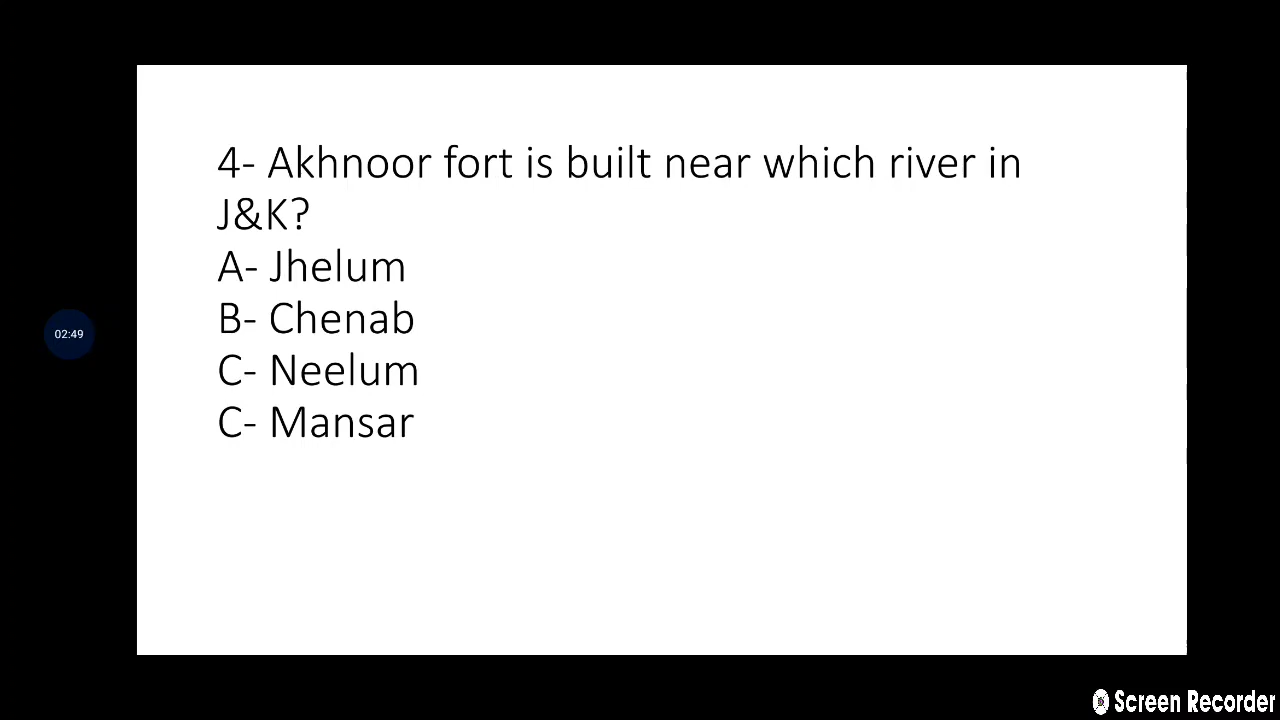 4- Akhnoor fort is built near which river in
J&K?
A- Jhelum
B- Chenab
C- Neelum
C- Mansar
02:49
Screen Recorder